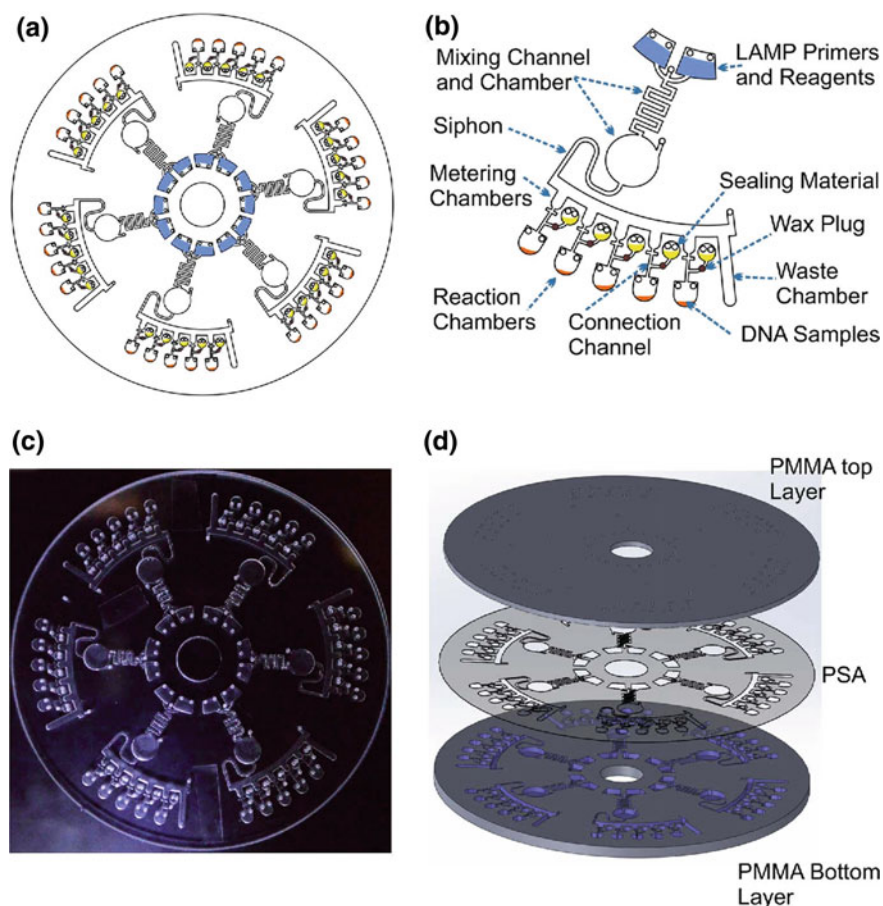 (a)
(b)
Mixing Channel
and Chamber
LAMP Primers
and Reagents
Siphon
Metering
Chambers
Sealing Material
Wax Plug
Waste
Chamber
Reaction
Chambers
Connection
Channel
DNA Samples
(c)
(d)
PMMA top
Layer
PSA
PMMA Bottom
Layer